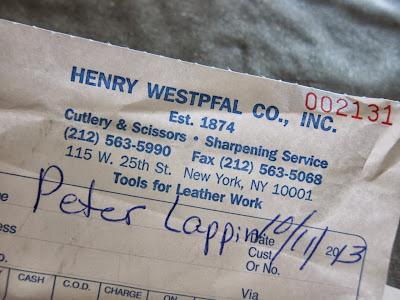 HENRY WESTPFAL CO., INC.
002131
Est. 1874
Cutlery & Scissors • Sharpening Service
(212) 563-5990 Fax (212) 563-5068
115 W. 25th St. New York, NY 10001
Tools for Leather Work
Peter Lappin
Date 10/11/2013
ess
Cust
Or No.
CASH C.O.D. CHARGE ON
Via